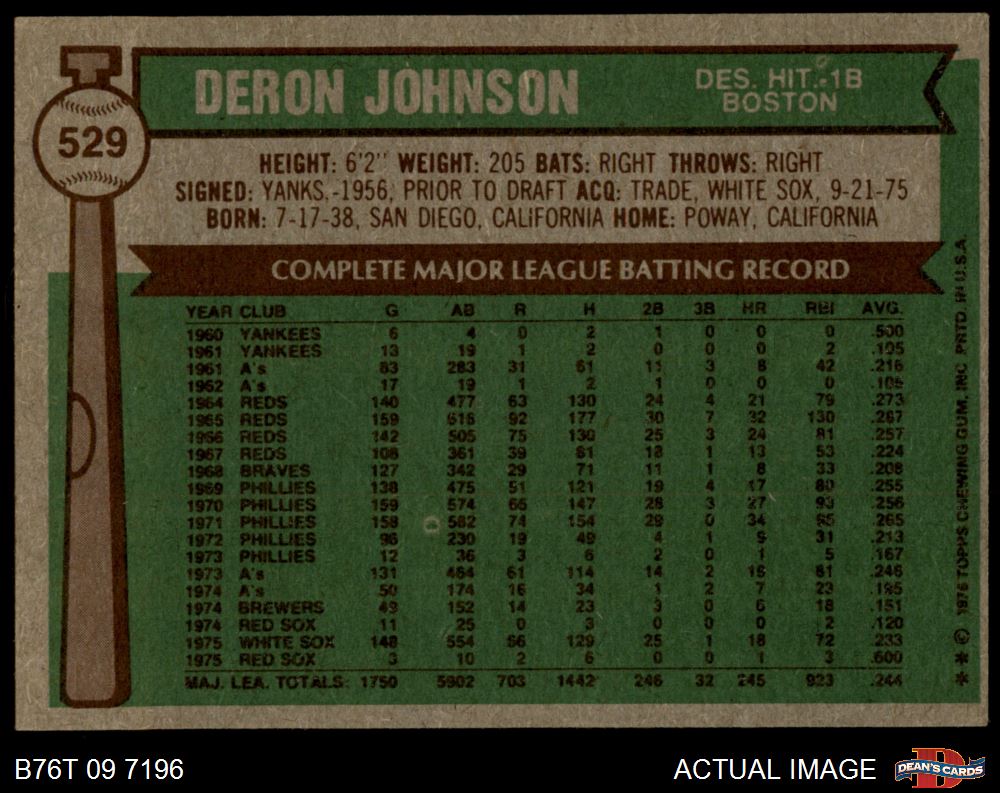 DERON JOHNSON
DES. HIT.-1B
BOSTON
529
HEIGHT: 6'2" WEIGHT: 205 BATS: RIGHT THROWS: RIGHT
SIGNED: YANKS.-1956, PRIOR TO DRAFT ACQ: TRADE, WHITE SOX, 9-21-75
BORN: 7-17-38, SAN DIEGO, CALIFORNIA HOME: POWAY, CALIFORNIA
COMPLETE MAJOR LEAGUE BATTING RECORD
YEAR CLUB G AB R H 2B 3B HR RBI AVG.
1960 YANKEES 6 4 0 2 1 0 0 0 .500
1961 YANKEES 13 19 1 2 0 0 0 2 .105
1961 A's 83 283 31 61 11 3 8 42 .216
1962 A's 17 19 1 2 1 0 0 0 .105
1964 REDS 140 477 63 130 24 4 21 79 .273
1965 REDS 159 616 92 177 30 7 32 130 .287
1966 REDS 142 505 75 130 25 3 24 81 .257
1967 REDS 108 361 39 81 18 1 13 53 .224
1968 BRAVES 127 342 29 71 11 1 8 33 .208
1969 PHILLIES 138 475 51 121 19 4 17 80 .255
1970 PHILLIES 159 574 66 147 28 3 27 93 .256
1971 PHILLIES 158 582 74 154 29 0 34 95 .265
1972 PHILLIES 96 230 19 49 4 1 9 31 .213
1973 PHILLIES 12 36 3 6 2 0 1 5 .167
1973 A's 131 464 61 114 14 2 19 81 .246
1974 A's 50 174 16 34 1 2 7 23 .195
1974 BREWERS 49 152 14 23 3 0 6 18 .151
1974 RED SOX 11 25 0 3 0 0 0 2 .120
1975 WHITE SOX 148 554 66 129 25 1 18 72 .233
1975 RED SOX 3 10 2 6 0 0 1 3 .600
MAJ. LEA. TOTALS: 1750 5902 703 1442 246 32 245 923 .244
* * © 1976 TOPPS CHEWING GUM, INC. PRTD. IN U.S.A.
B76T 09 7196
ACTUAL IMAGE
DEAN'S CARDS